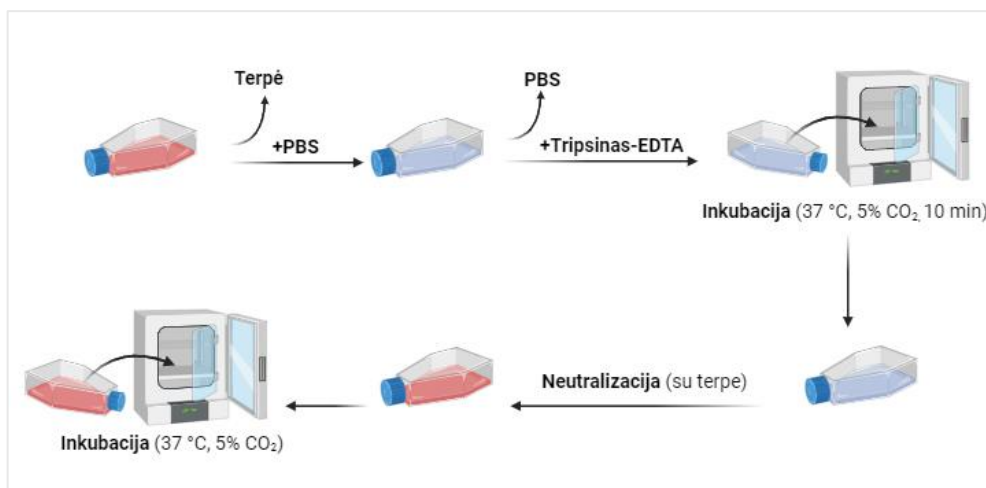 Terpė
+PBS
PBS
+Tripsinas-EDTA
Inkubacija (37 °C, 5% CO₂, 10 min)
Neutralizacija (su terpe)
Inkubacija (37 °C, 5% CO₂)